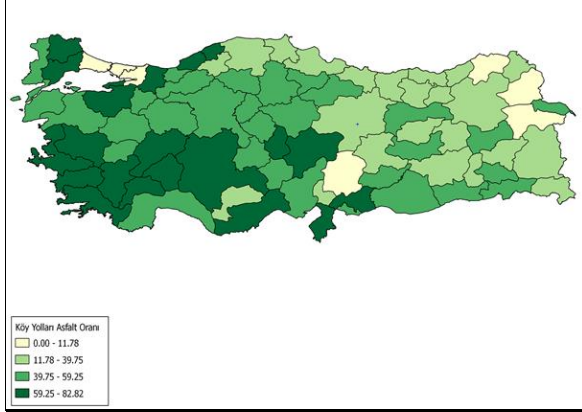 Köy Yolları Asfalt Oranı
0.00 - 11.78
11.78 - 39.75
39.75 - 59.25
59.25 - 82.82